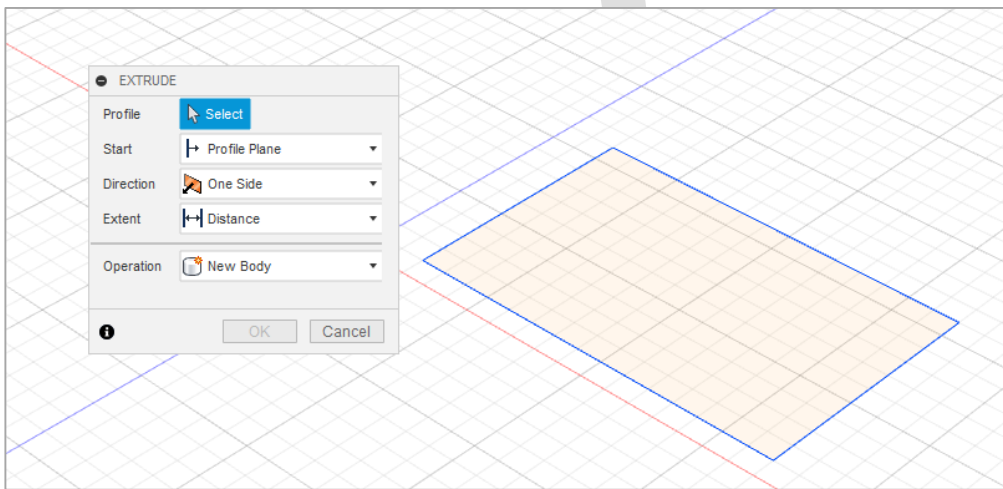 EXTRUDE
Profile Select
Start Profile Plane
Direction One Side
Extent Distance
Operation New Body
OK Cancel